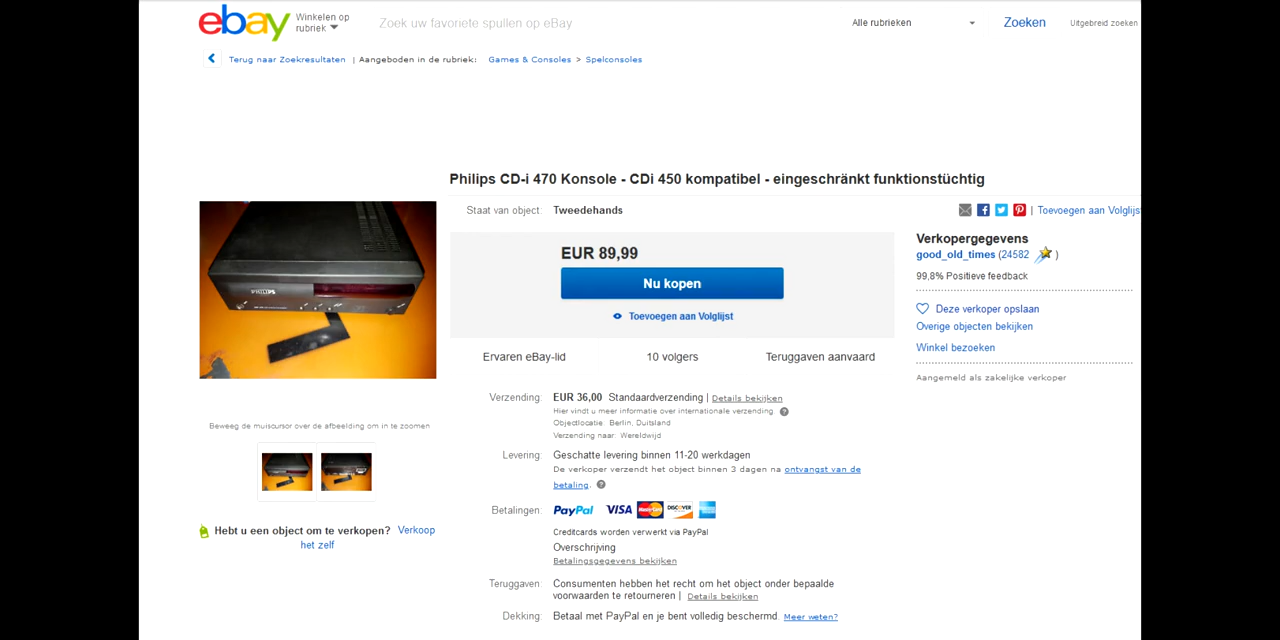 ebay
Winkelen op
rubriek
Zoek uw favoriete spullen op eBay
Alle rubrieken
Zoeken
Uitgebreid zoeken
Terug naar Zoekresultaten | Aangeboden in de rubriek: Games & Consoles > Spelconsoles
Philips CD-i 470 Konsole - CDi 450 kompatibel - eingeschränkt funktionstüchtig
Staat van object: Tweedehands
| Toevoegen aan Volglijst
EUR 89,99
Nu kopen
Toevoegen aan Volglijst
Ervaren eBay-lid
10 volgers
Teruggaven aanvaard
Verkopergegevens
good_old_times (24582 )
99,8% Positieve feedback
Deze verkoper opslaan
Overige objecten bekijken
Winkel bezoeken
Aangemeld als zakelijke verkoper
PHILIPS
Beweeg de muiscursor over de afbeelding om in te zoomen
Hebt u een object om te verkopen? Verkoop
het zelf
Verzending: EUR 36,00 Standaardverzending | Details bekijken
Hier vindt u meer informatie over internationale verzending
Objectlocatie: Berlin, Duitsland
Verzending naar: Wereldwijd
Levering: Geschatte levering binnen 11-20 werkdagen
De verkoper verzendt het object binnen 3 dagen na ontvangst van de
betaling.
Betalingen: PayPal VISA MasterCard DISCOVER
Creditcards worden verwerkt via PayPal
Overschrijving
Betalingsgegevens bekijken
Teruggaven: Consumenten hebben het recht om het object onder bepaalde
voorwaarden te retourneren | Details bekijken
Dekking: Betaal met PayPal en je bent volledig beschermd. Meer weten?